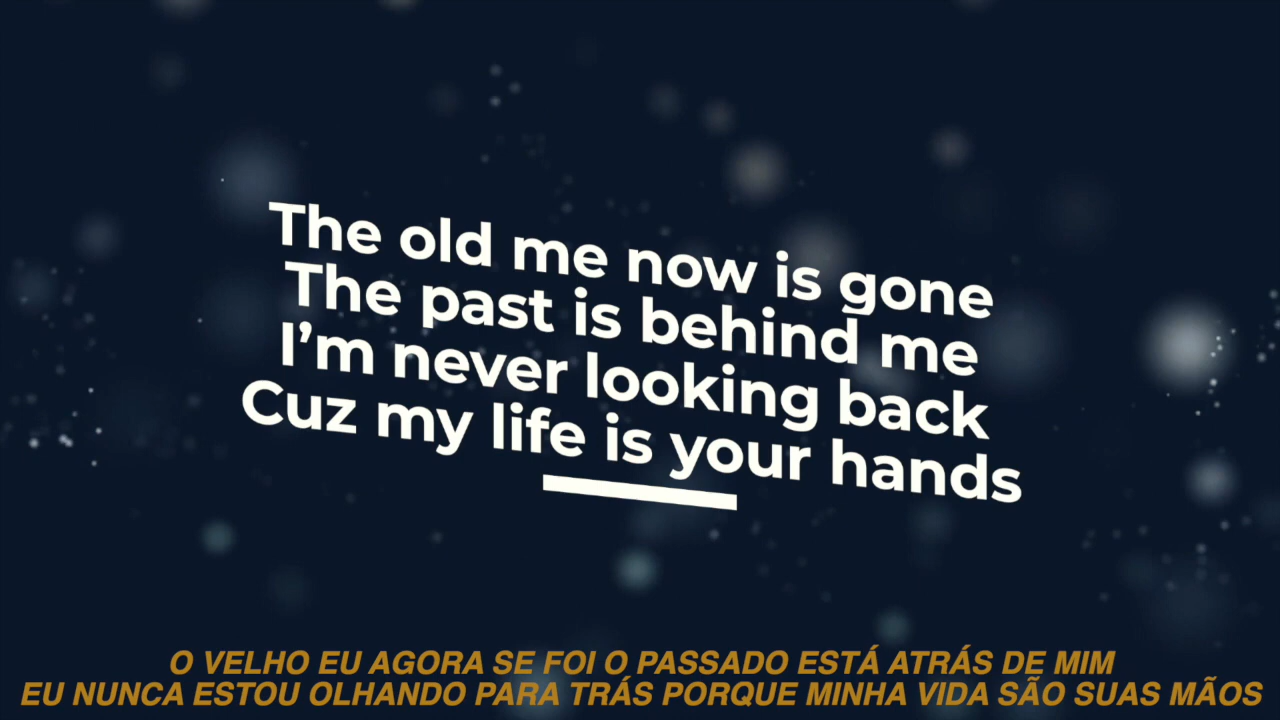 The old me now is gone
The past is behind me
I’m never looking back
Cuz my life is your hands
O VELHO EU AGORA SE FOI O PASSADO ESTÁ ATRÁS DE MIM
EU NUNCA ESTOU OLHANDO PARA TRÁS PORQUE MINHA VIDA SÃO SUAS MÃOS